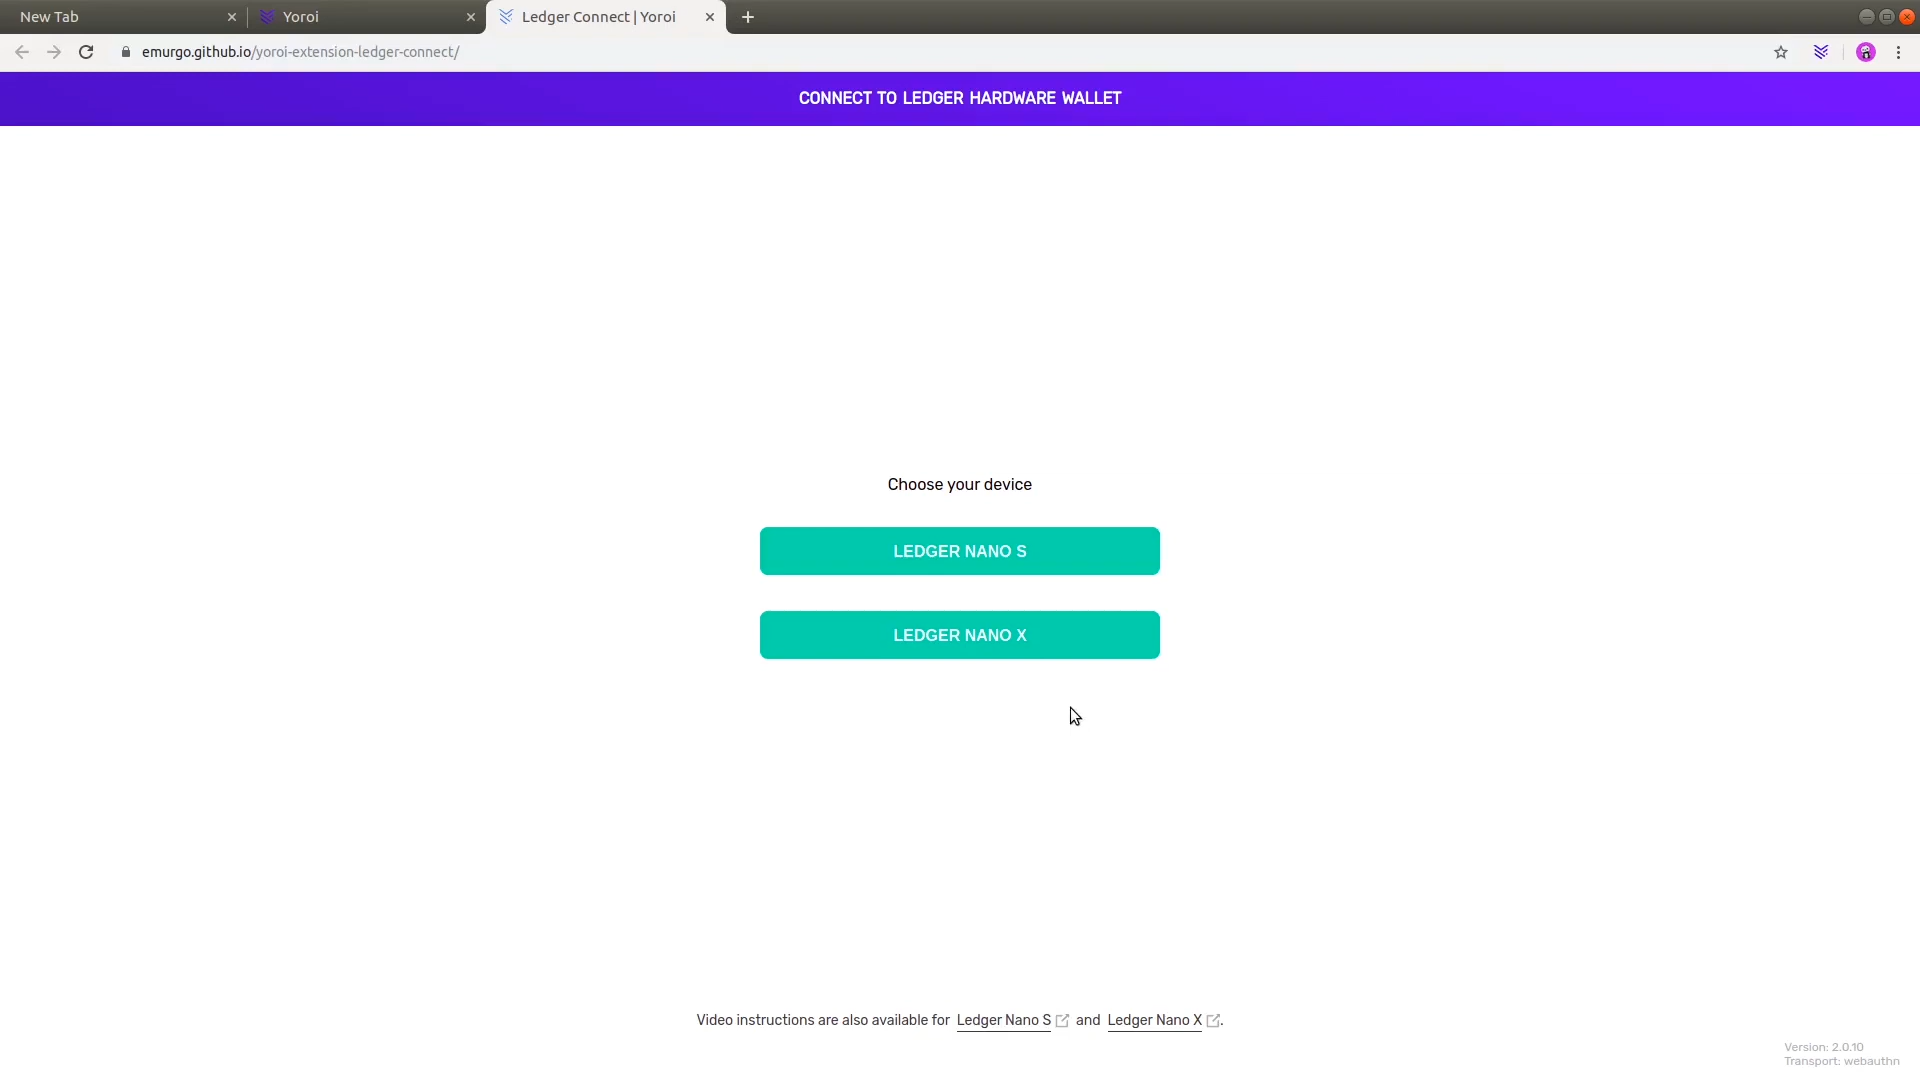 New Tab
Yoroi
Ledger Connect | Yoroi
emurgo.github.io/yoroi-extension-ledger-connect/
CONNECT TO LEDGER HARDWARE WALLET
Choose your device
LEDGER NANO S
LEDGER NANO X
Video instructions are also available for Ledger Nano S and Ledger Nano X.
Version: 2.0.10
Transport: webauthn